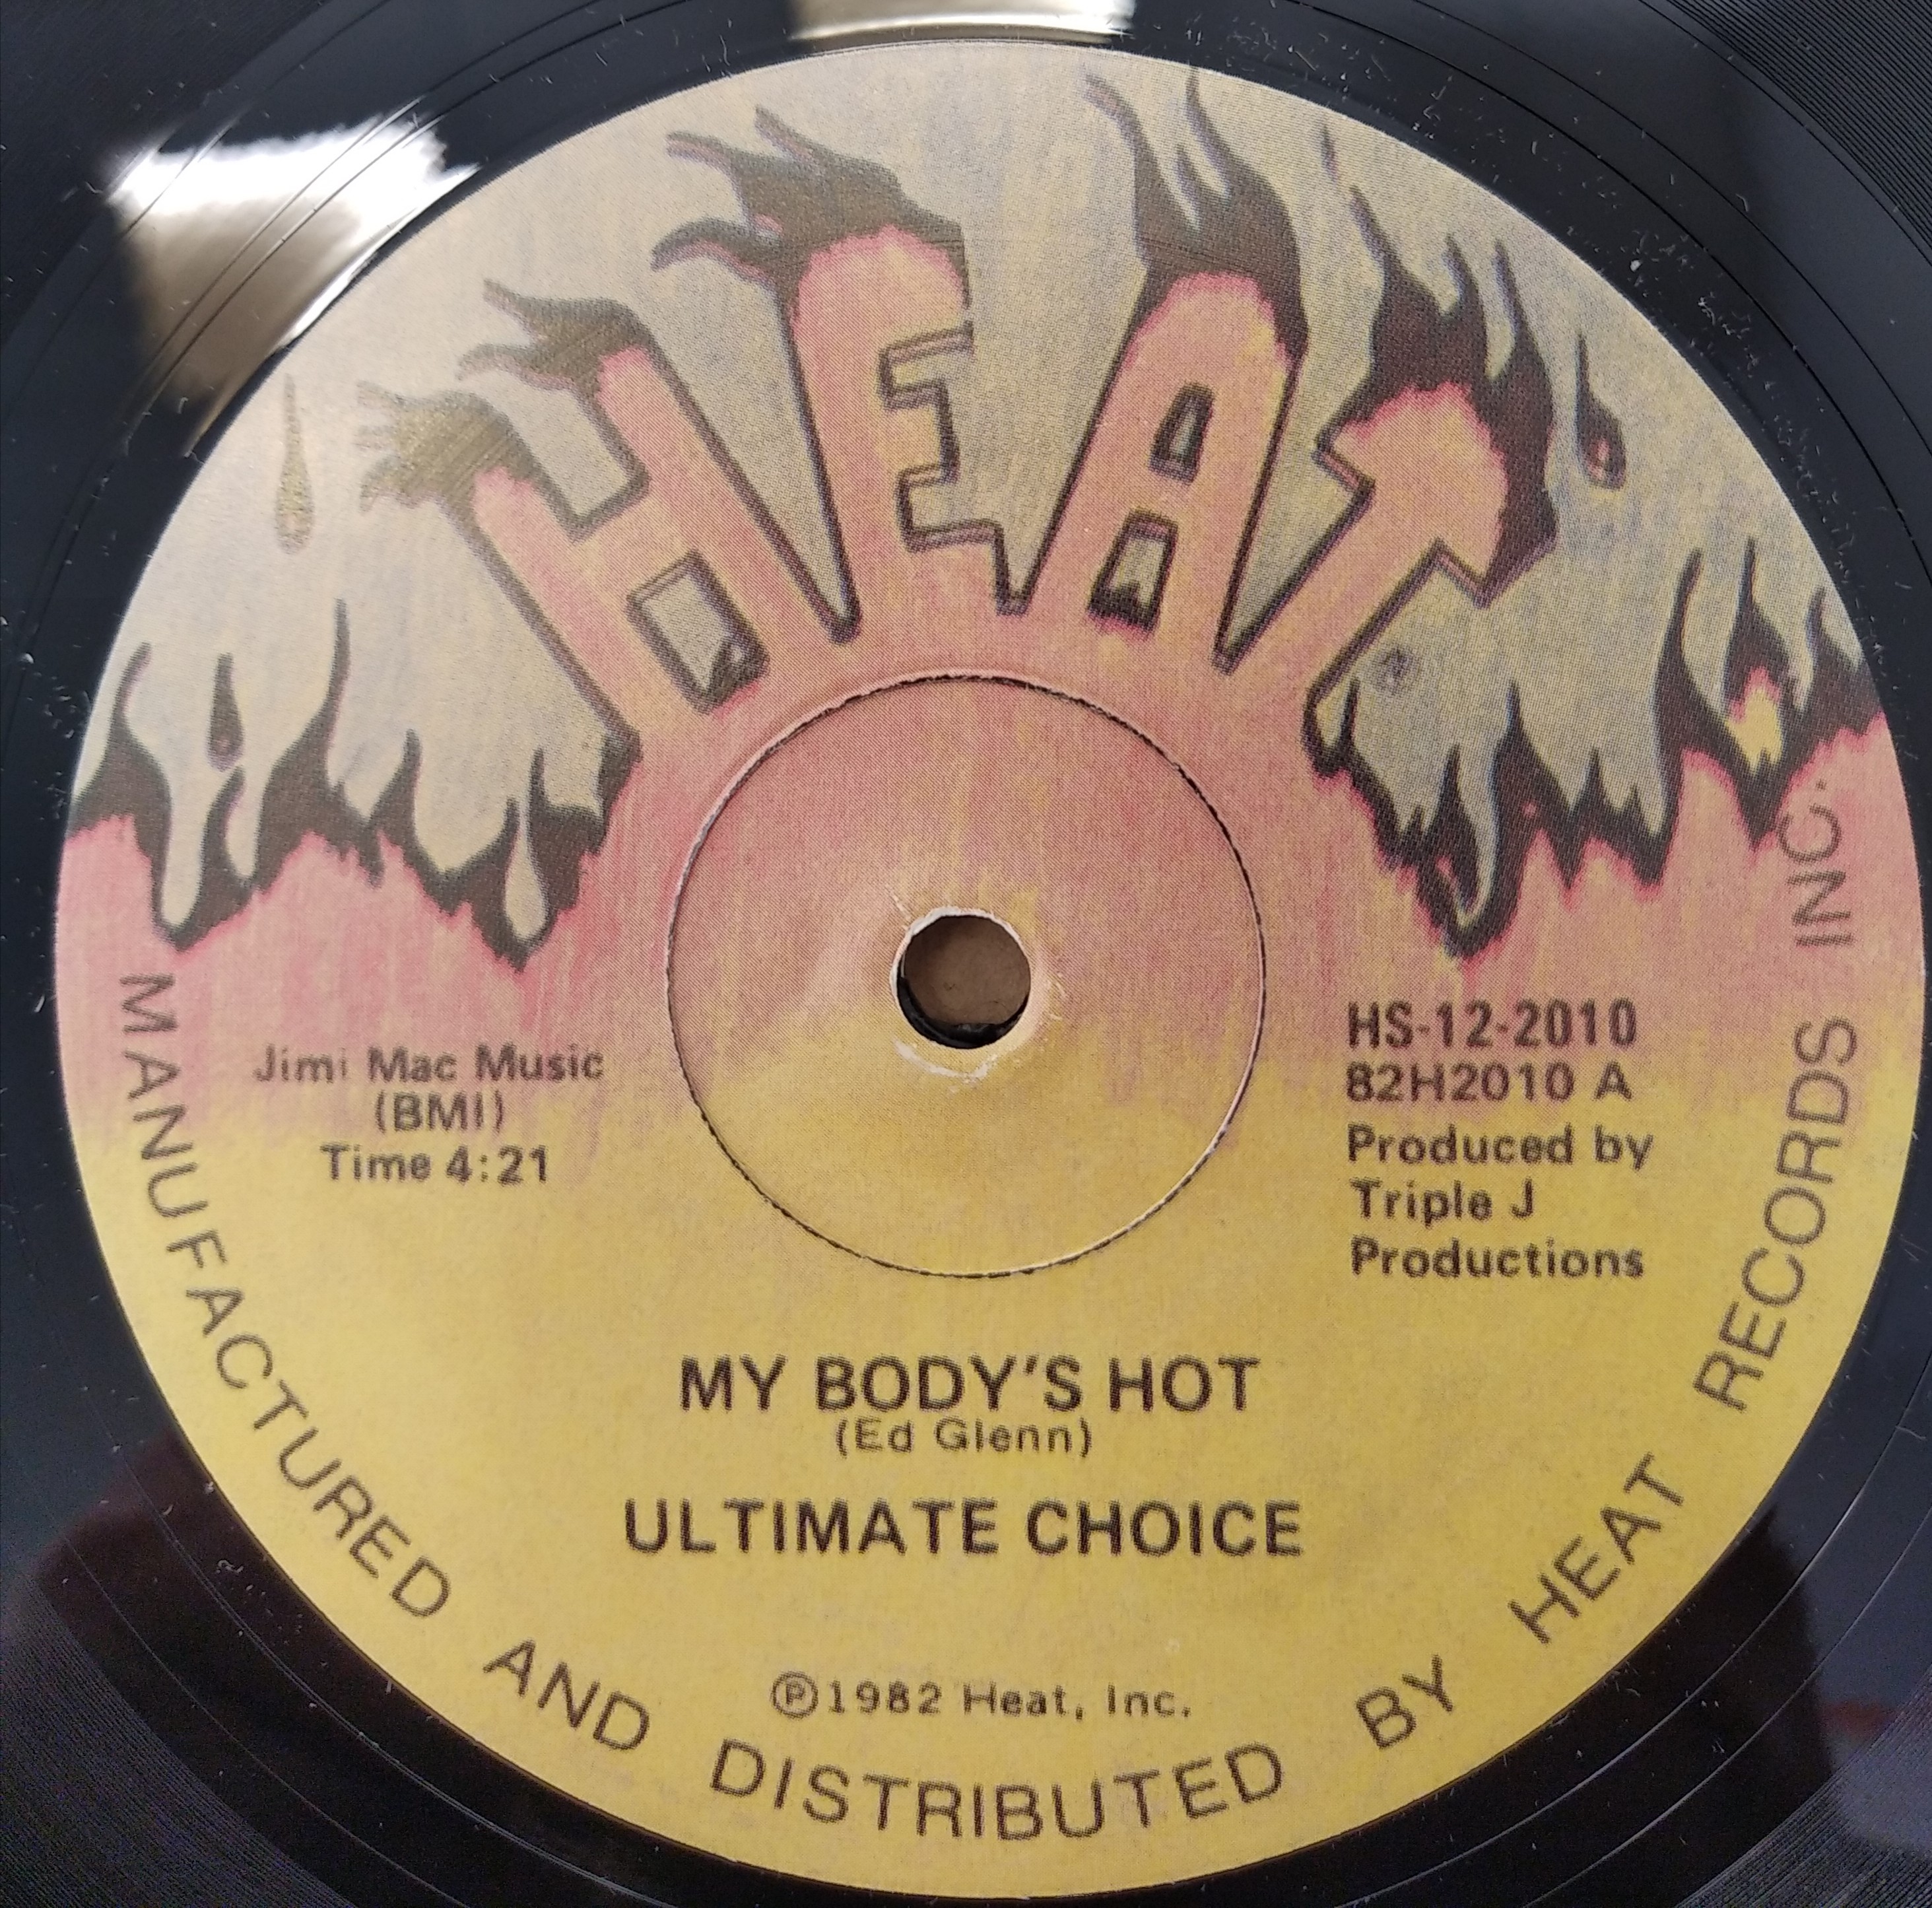 HEAT
Jimi Mac Music
(BMI)
Time 4:21
HS-12-2010
82H2010 A
Produced by
Triple J
Productions
MY BODY'S HOT
(Ed Glenn)
ULTIMATE CHOICE
℗1982 Heat, Inc.
MANUFACTURED AND DISTRIBUTED BY HEAT RECORDS INC.